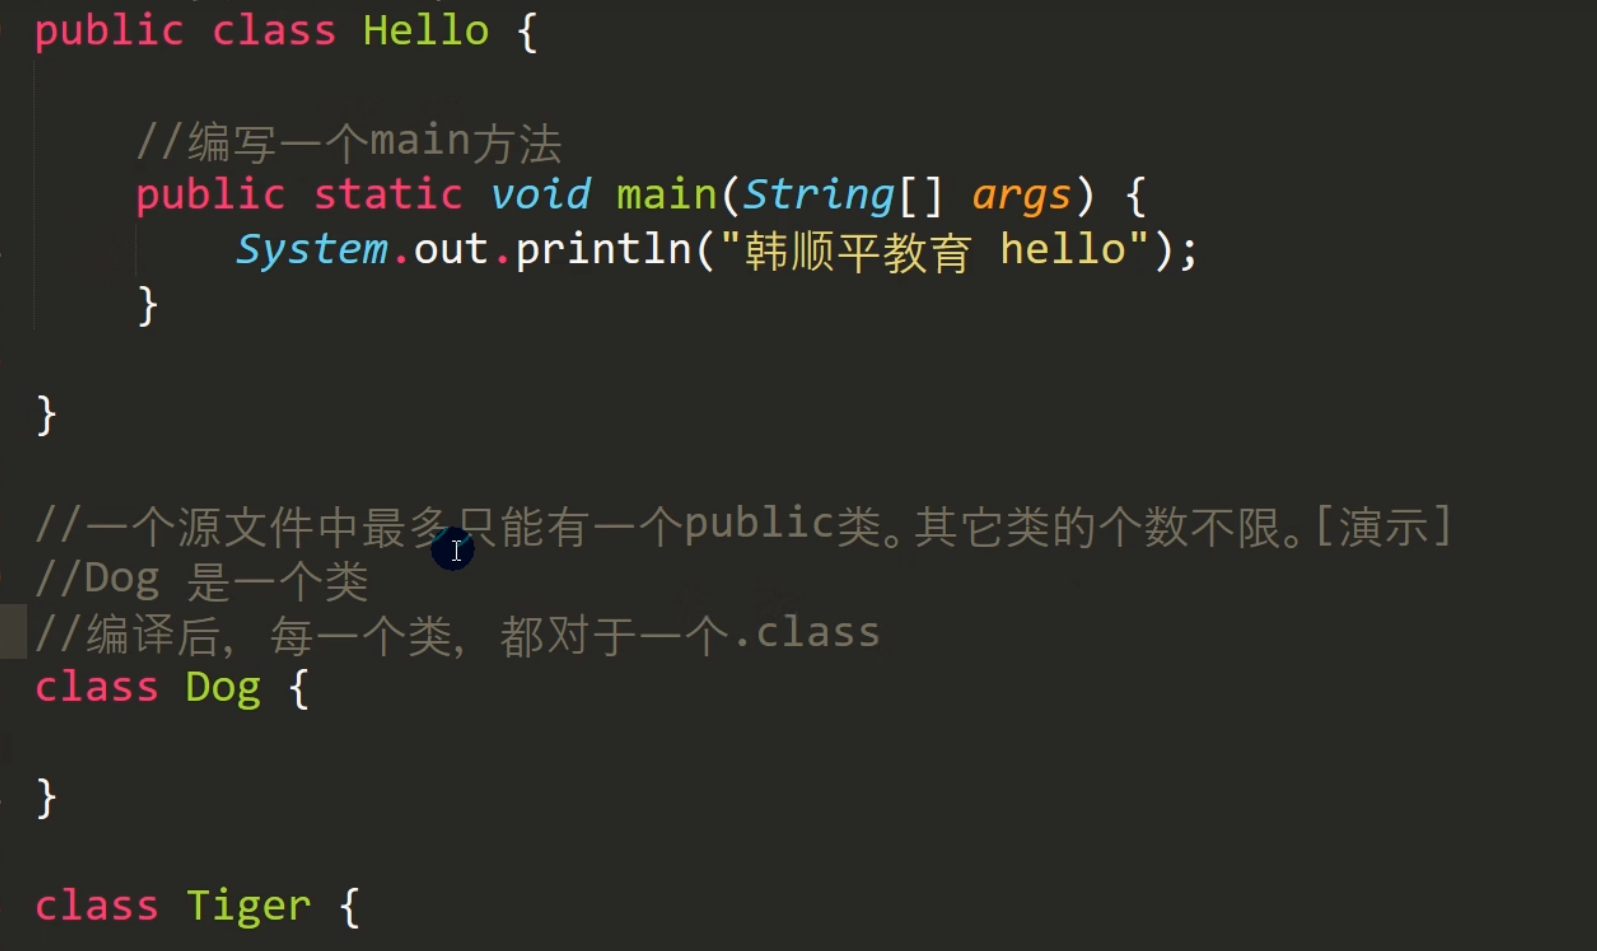 public class Hello {
//编写一个main方法
public static void main(String[] args) {
System.out.println("韩顺平教育 hello");
}
}
//一个源文件中最多只能有一个public类。其它类的个数不限。[演示]
//Dog 是一个类
//编译后, 每一个类, 都对于一个.class
class Dog {
}
class Tiger {